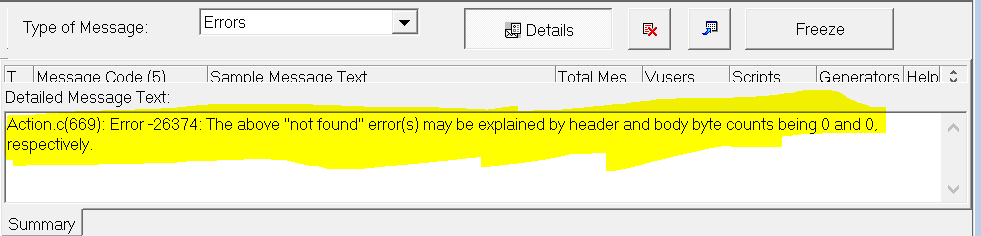 Type of Message: Errors Details Freeze
T Message Code (5) Sample Message Text Total Mes Vusers Scripts Generators Help
Detailed Message Text:
Action.c(669): Error -26374: The above "not found" error(s) may be explained by header and body byte counts being 0 and 0,
respectively.
Summary